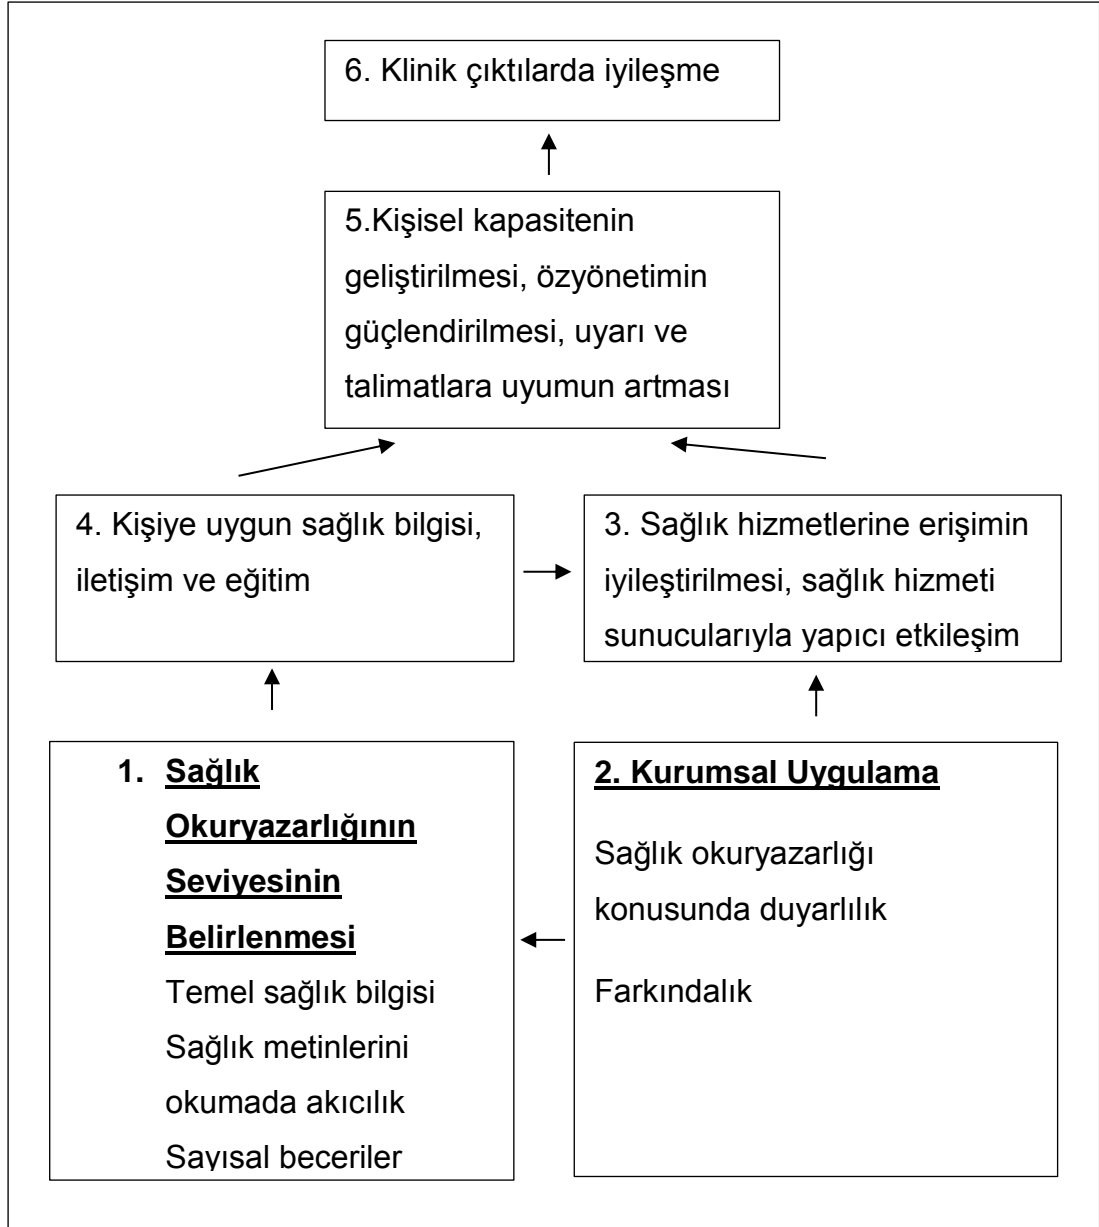 6. Klinik çıktılarda iyileşme
5.Kişisel kapasitenin
geliştirilmesi, özyönetimin
güçlendirilmesi, uyarı ve
talimatlara uyumun artması
4. Kişiye uygun sağlık bilgisi,
iletişim ve eğitim
3. Sağlık hizmetlerine erişimin
iyileştirilmesi, sağlık hizmeti
sunucularıyla yapıcı etkileşim
1. Sağlık
Okuryazarlığının
Seviyesinin
Belirlenmesi
Temel sağlık bilgisi
Sağlık metinlerini
okumada akıcılık
Sayısal beceriler
2. Kurumsal Uygulama
Sağlık okuryazarlığı
konusunda duyarlılık
Farkındalık